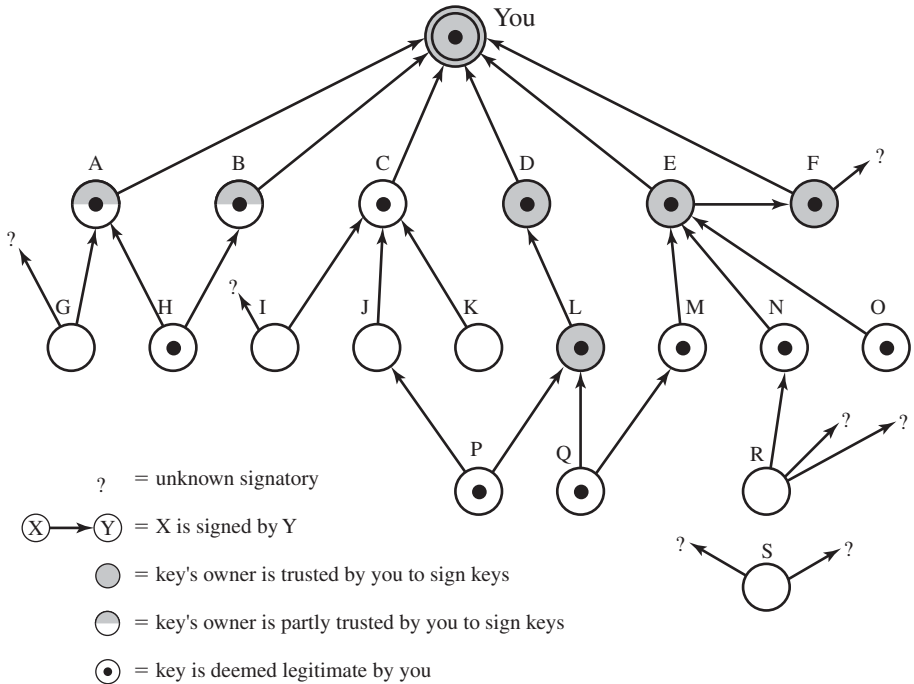 You
A B C D E F ?
?
G H ? I J K L M N O
P Q R ? ?
? = unknown signatory
X Y = X is signed by Y
? S ?
= key's owner is trusted by you to sign keys
= key's owner is partly trusted by you to sign keys
= key is deemed legitimate by you